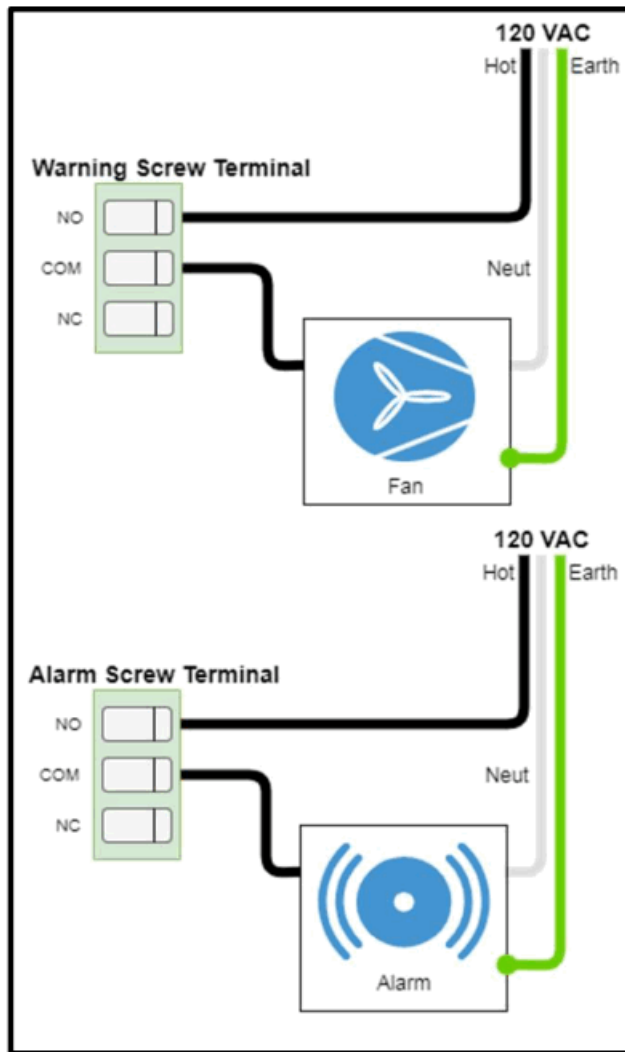 120 VAC
Hot Earth
Warning Screw Terminal
NO
COM
Neut
NC
Fan
120 VAC
Hot Earth
Alarm Screw Terminal
NO
COM
Neut
NC
Alarm